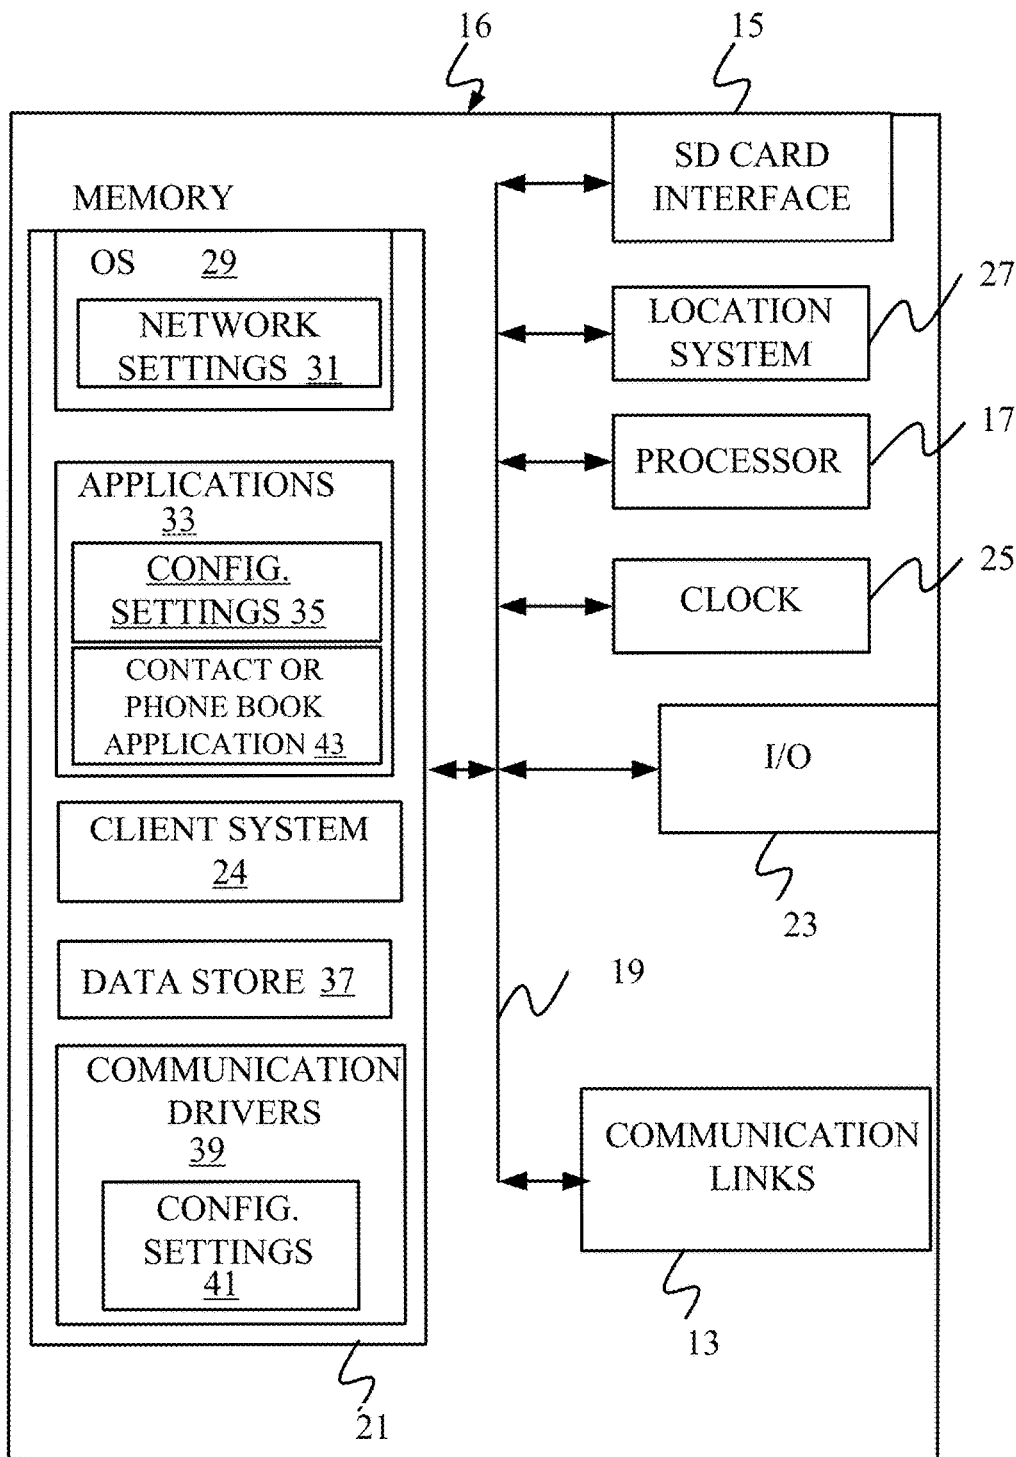 16
15
SD CARD
INTERFACE
MEMORY
OS 29
NETWORK
SETTINGS 31
27
LOCATION
SYSTEM
17
PROCESSOR
APPLICATIONS
33
CONFIG.
SETTINGS 35
CONTACT OR
PHONE BOOK
APPLICATION 43
25
CLOCK
I/O
23
CLIENT SYSTEM
24
DATA STORE 37
19
COMMUNICATION
DRIVERS
39
CONFIG.
SETTINGS
41
COMMUNICATION
LINKS
13
21